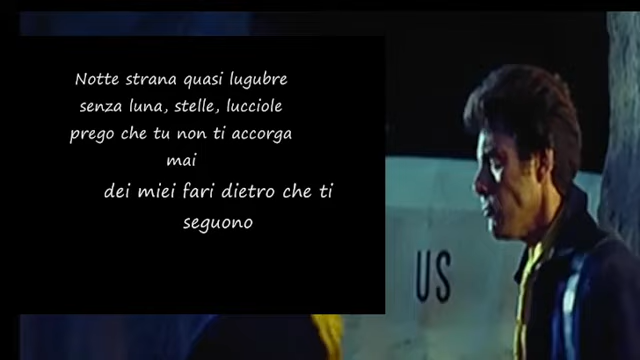 Notte strana quasi lugubre
senza luna, stelle, lucciole
prego che tu non ti accorga
mai
dei miei fari dietro che ti
seguono
US